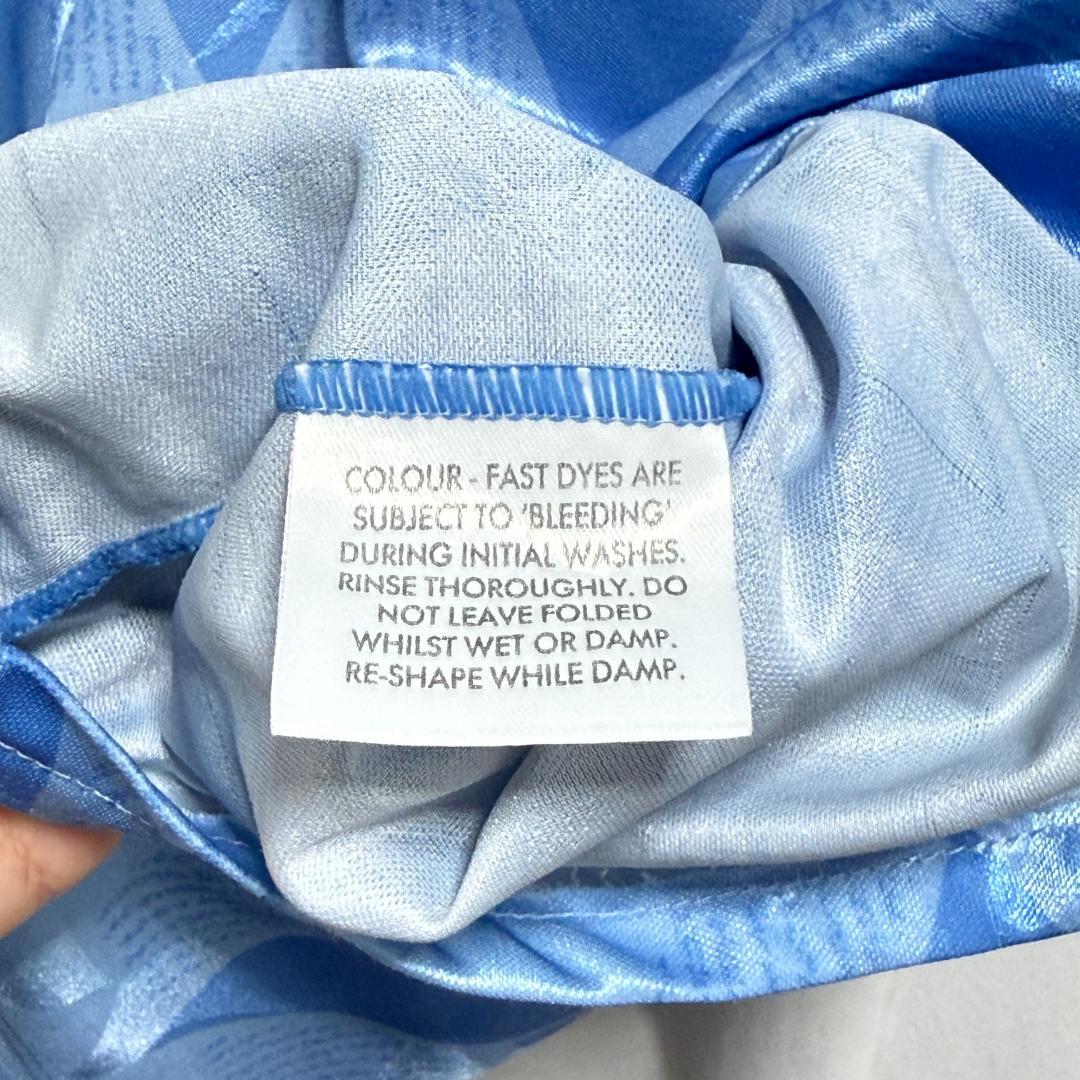 COLOUR - FAST DYES ARE
SUBJECT TO 'BLEEDING'
DURING INITIAL WASHES.
RINSE THOROUGHLY. DO
NOT LEAVE FOLDED
WHILST WET OR DAMP.
RE-SHAPE WHILE DAMP.